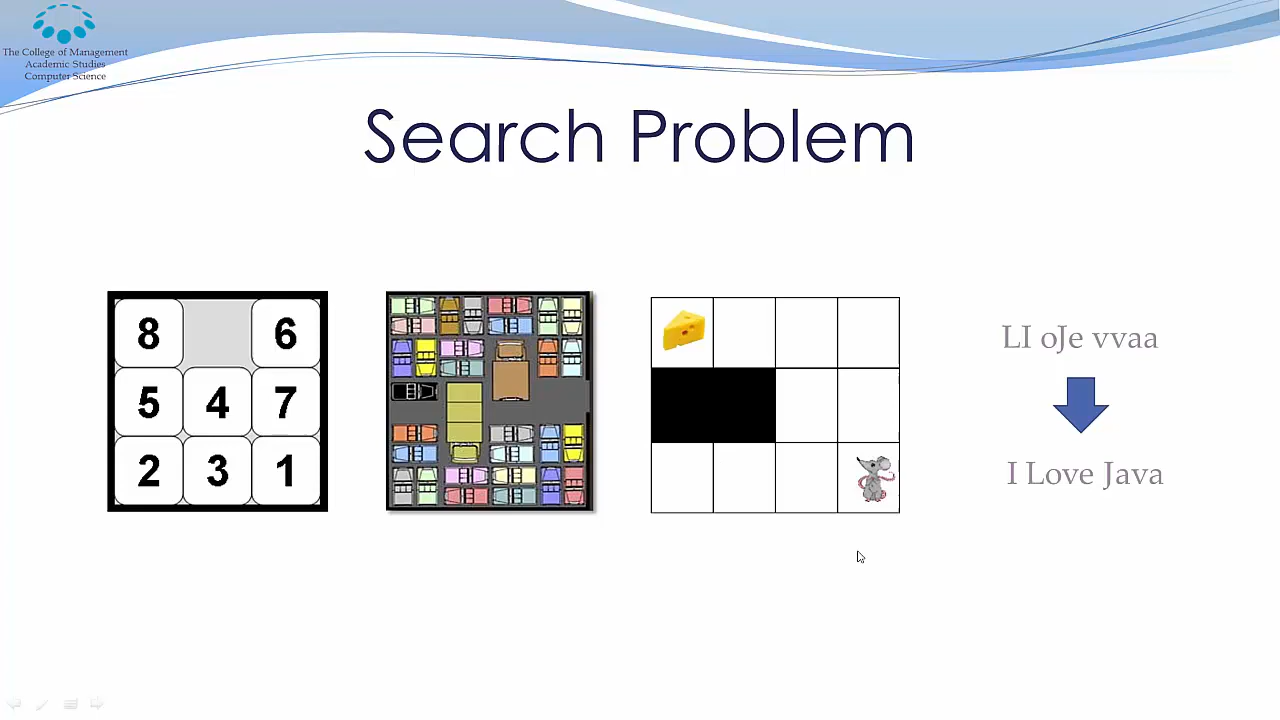 The College of Management
Academic Studies
Computer Science
Search Problem
8 6
5 4 7
2 3 1
LI oJe vvaa
I Love Java